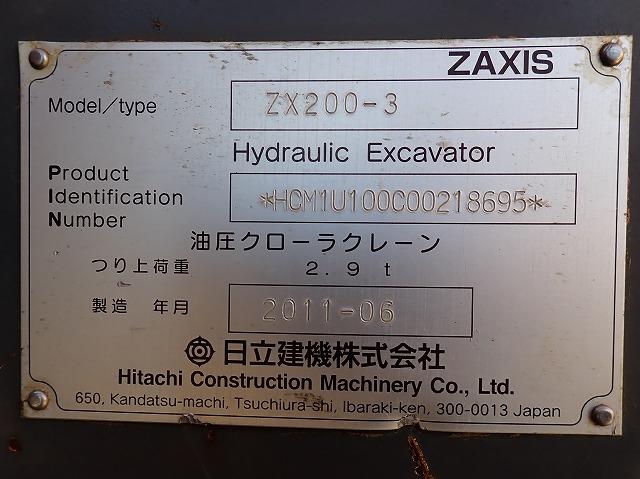 ZAXIS
Model/type ZX200-3
Hydraulic Excavator
Product
Identification
Number
*HCM1U100C00218695*
油圧クローラクレーン
つり上荷重 2.9 t
製造 年月 2011-06
日立建機株式会社
Hitachi Construction Machinery Co., Ltd.
650, Kandatsu-machi, Tsuchiura-shi, Ibaraki-ken, 300-0013 Japan